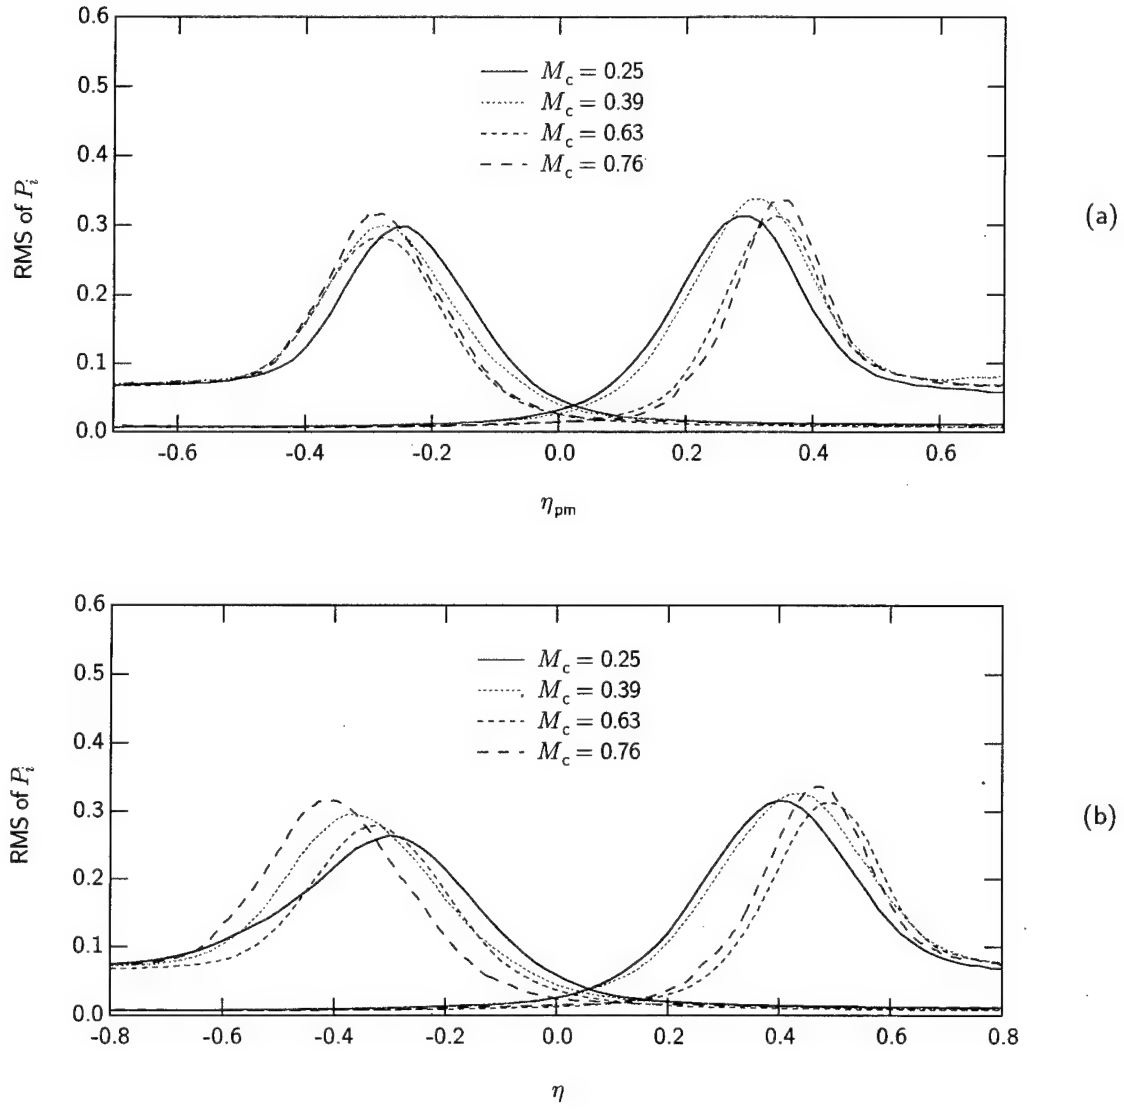 0.6
0.5
0.4
0.3
0.2
0.1
0.0
RMS of P_i
M_c = 0.25
M_c = 0.39
M_c = 0.63
M_c = 0.76
-0.6 -0.4 -0.2 0.0 0.2 0.4 0.6
η_pm
(a)
0.6
0.5
0.4
0.3
0.2
0.1
0.0
RMS of P_i
M_c = 0.25
M_c = 0.39
M_c = 0.63
M_c = 0.76
-0.8 -0.6 -0.4 -0.2 0.0 0.2 0.4 0.6 0.8
η
(b)